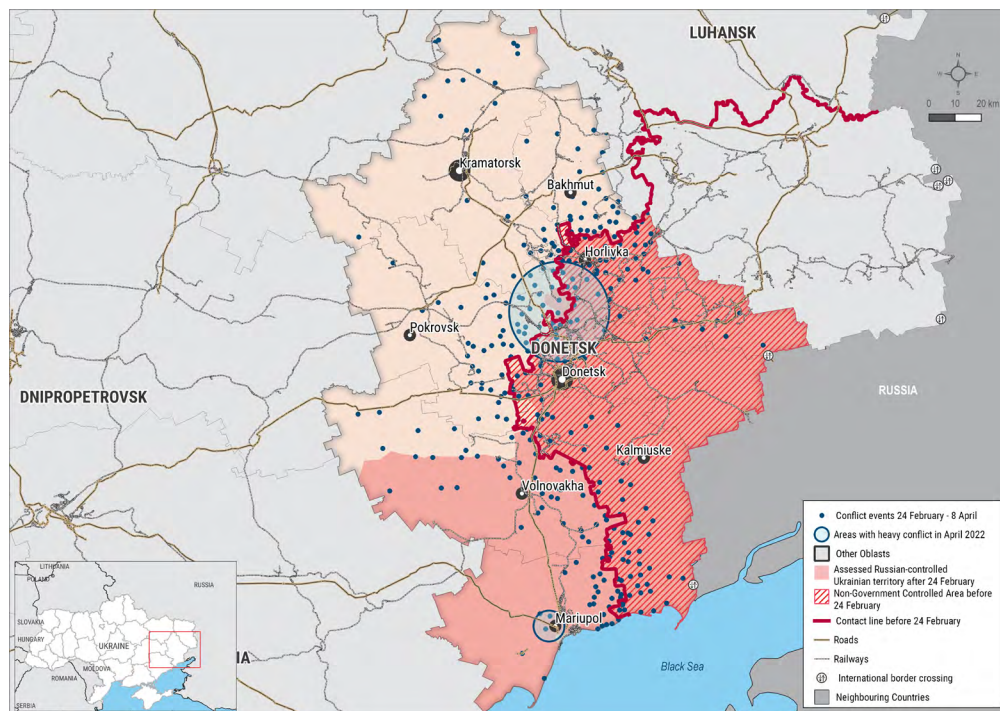 LUHANSK
N
W
E
S
0
10
20 km
Kramatorsk
Bakhmut
Horlivka
Pokrovsk
DONETSK
Donetsk
DNIPROPETROVSK
RUSSIA
Kalmiuske
Volnovakha
Mariupol
Black Sea
IA
Conflict events 24 February - 8 April
Areas with heavy conflict in April 2022
Other Oblasts
Assessed Russian-controlled
Ukrainian territory after 24 February
Non-Government Controlled Area before
24 February
Contact line before 24 February
Roads
Railways
International border crossing
Neighbouring Countries
LITHUANIA
POLAND
RUSSIA
SLOVAKIA
HUNGARY
UKRAINE
MOLDOVA
ROMANIA
SERBIA